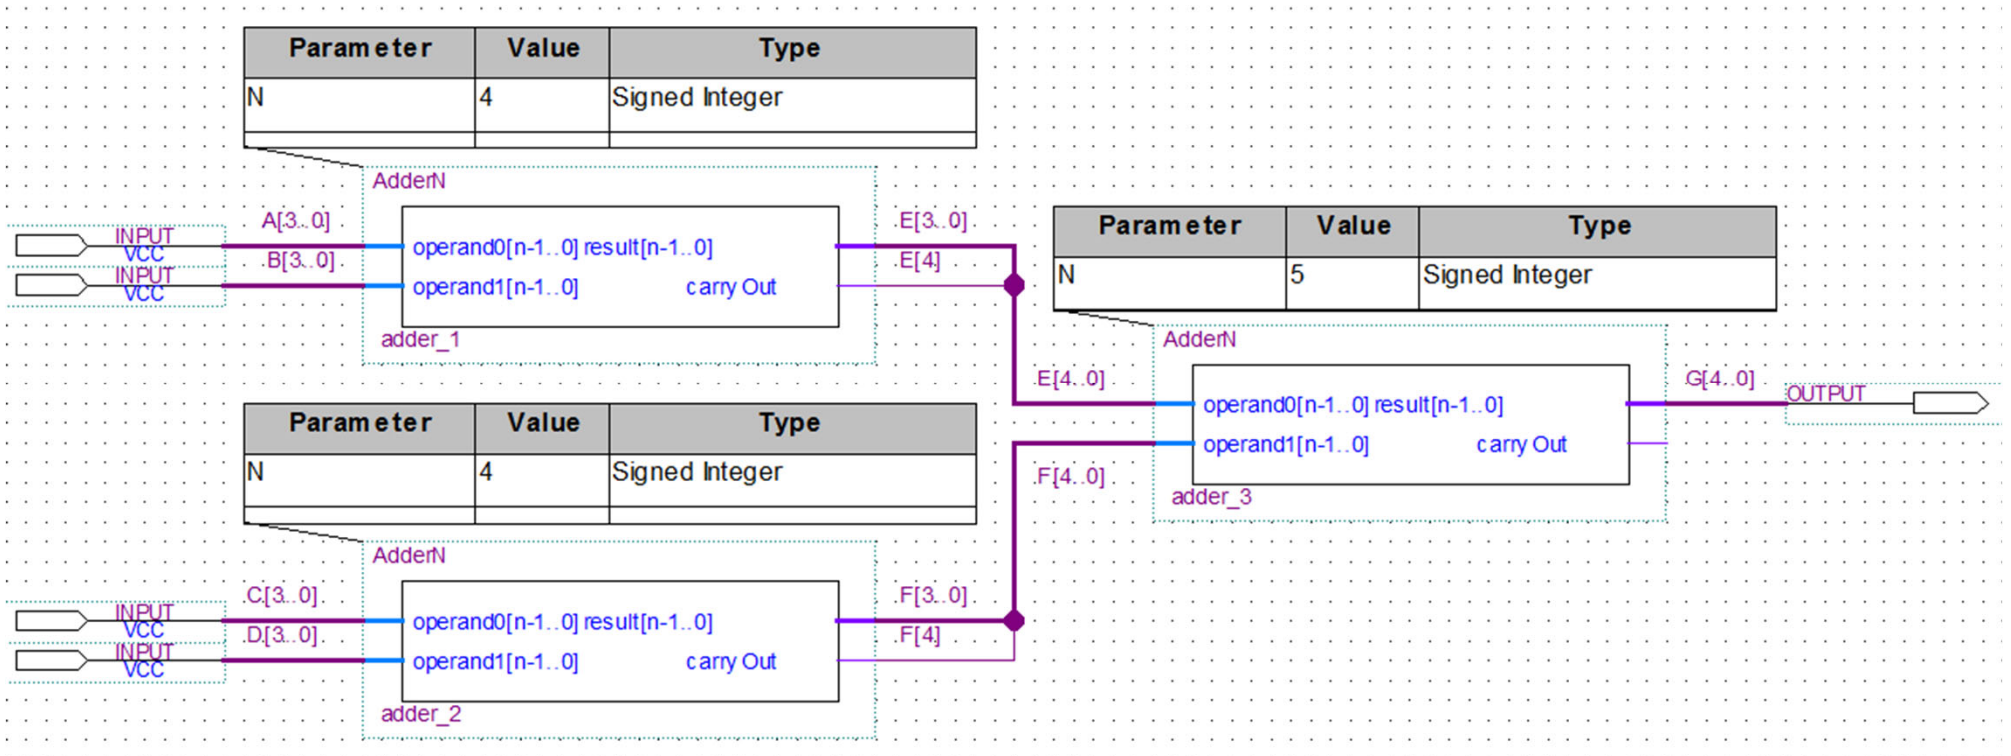 Parameter Value Type
N 4 Signed Integer
AdderN
A[3..0]
INPUT
VCC
B[3..0]
INPUT
VCC
operand0[n-1..0] result[n-1..0]
operand1[n-1..0] carry Out
adder_1
E[3..0]
E[4]
Parameter Value Type
N 5 Signed Integer
AdderN
E[4..0]
operand0[n-1..0] result[n-1..0]
operand1[n-1..0] carry Out
F[4..0]
adder_3
G[4..0]
OUTPUT
Parameter Value Type
N 4 Signed Integer
AdderN
C[3..0]
INPUT
VCC
D[3..0]
INPUT
VCC
operand0[n-1..0] result[n-1..0]
operand1[n-1..0] carry Out
adder_2
F[3..0]
F[4]